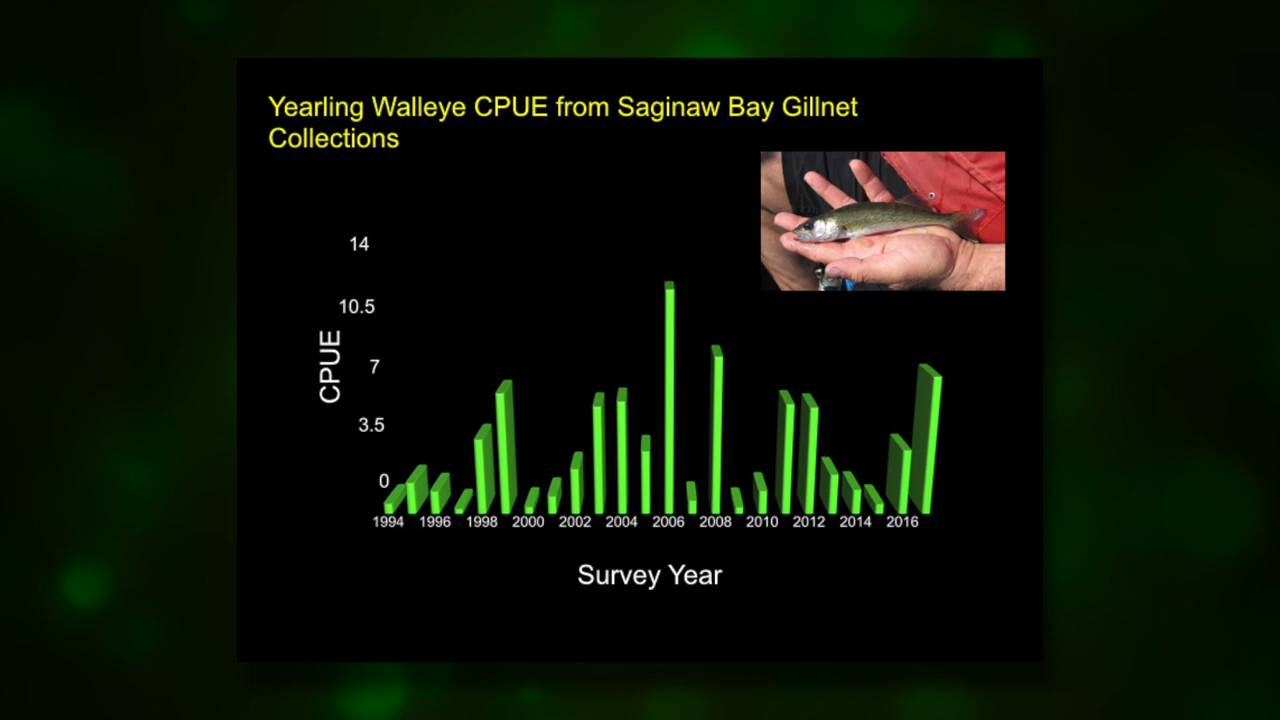 Yearling Walleye CPUE from Saginaw Bay Gillnet
Collections
14
10.5
7
3.5
0
CPUE
1994 1996 1998 2000 2002 2004 2006 2008 2010 2012 2014 2016
Survey Year